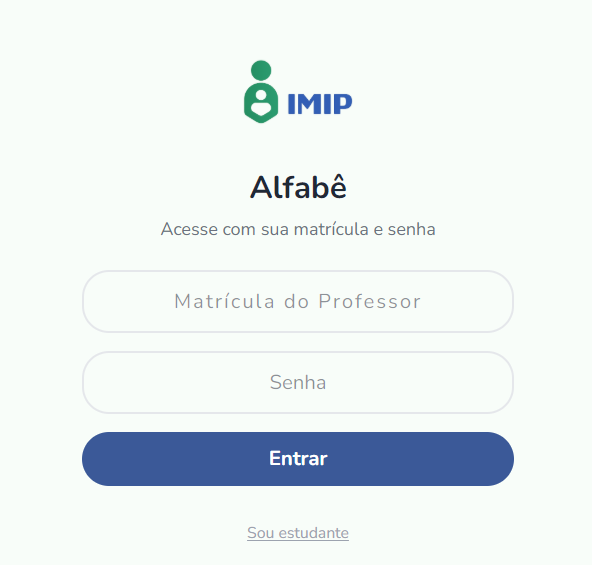 IMIP
Alfabê
Acesse com sua matrícula e senha
Matrícula do Professor
Senha
Entrar
Sou estudante